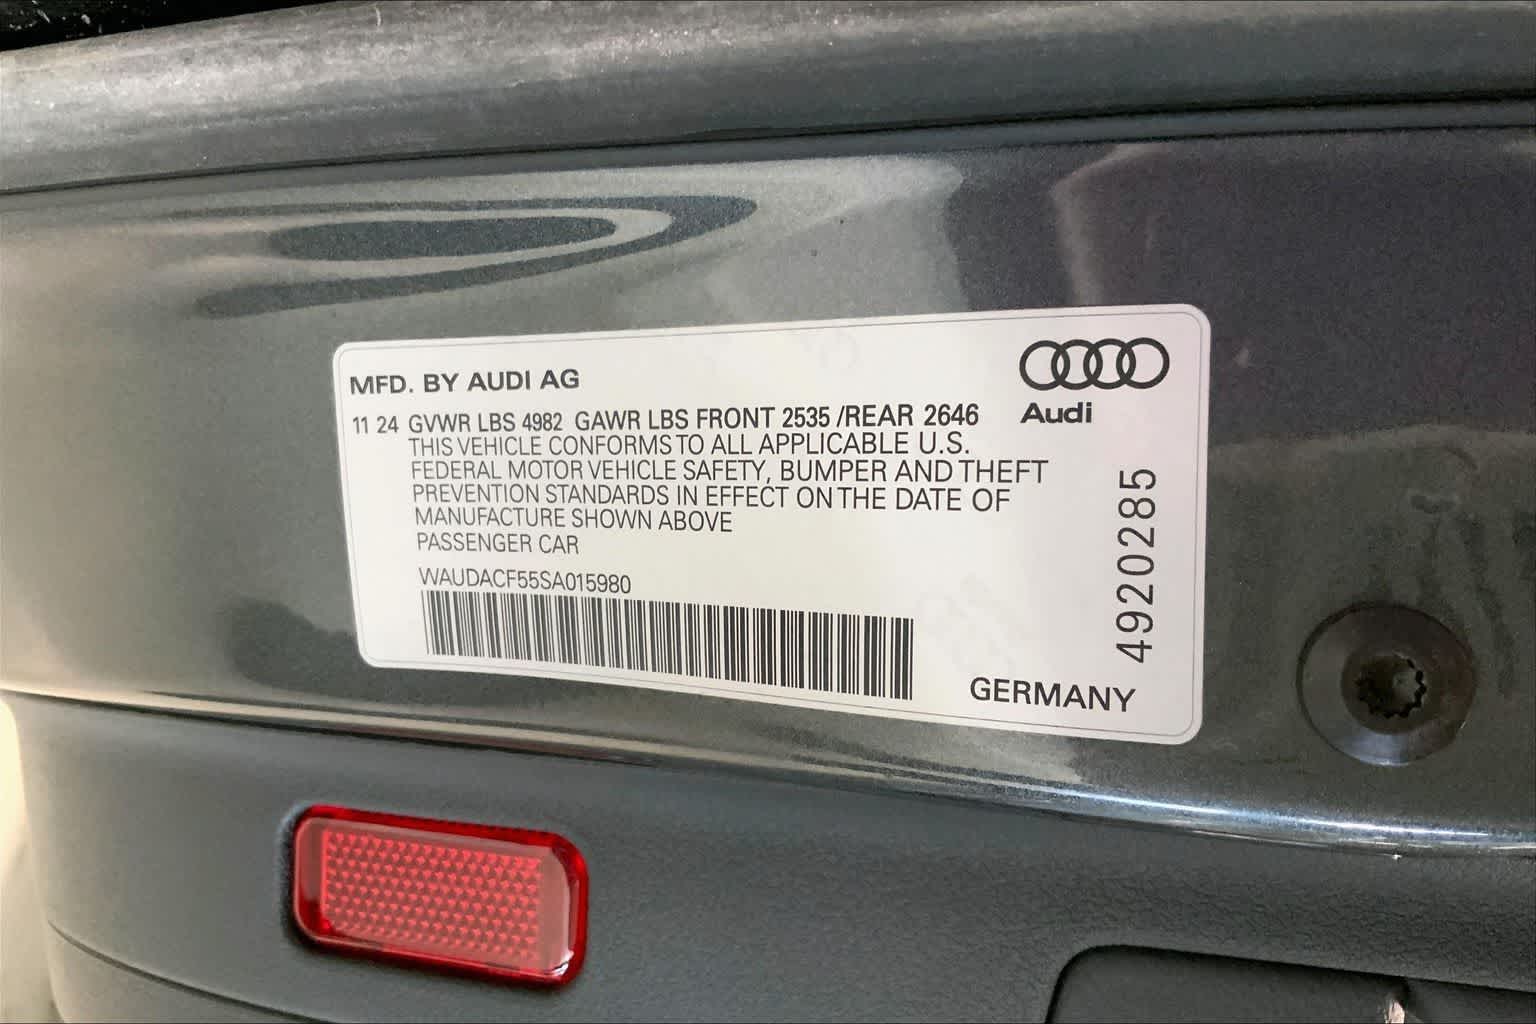 MFD. BY AUDI AG
Audi
11 24 GVWR LBS 4982 GAWR LBS FRONT 2535 /REAR 2646
THIS VEHICLE CONFORMS TO ALL APPLICABLE U.S.
FEDERAL MOTOR VEHICLE SAFETY, BUMPER AND THEFT
PREVENTION STANDARDS IN EFFECT ON THE DATE OF
MANUFACTURE SHOWN ABOVE
PASSENGER CAR
WAUDACF55SA015980
4920285
GERMANY